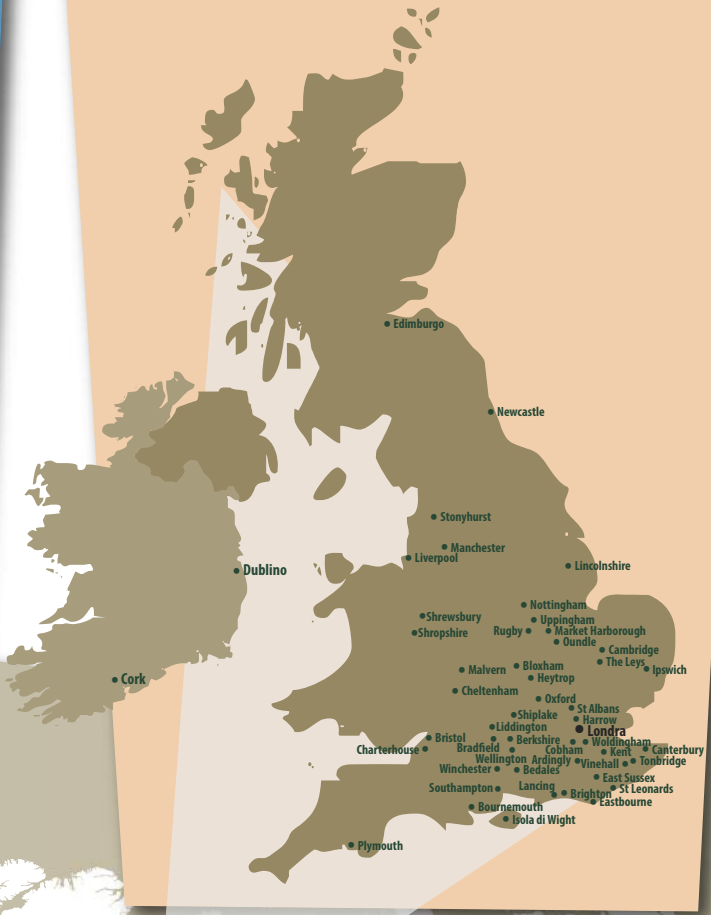 Edimburgo
Newcastle
Stonyhurst
Manchester
Liverpool
Lincolnshire
Dublino
Nottingham
Shrewsbury
Uppingham
Shropshire
Rugby
Market Harborough
Oundle
Cambridge
The Leys
Ipswich
Malvern
Bloxham
Heytrop
Cork
Cheltenham
Oxford
St Albans
Shiplake
Harrow
Liddington
Londra
Bristol
Berkshire
Woldingham
Charterhouse
Bradfield
Cobham
Kent
Canterbury
Wellington
Ardingly
Vinehall
Tonbridge
Winchester
Bedales
East Sussex
Southampton
Lancing
St Leonards
Brighton
Eastbourne
Bournemouth
Isola di Wight
Plymouth